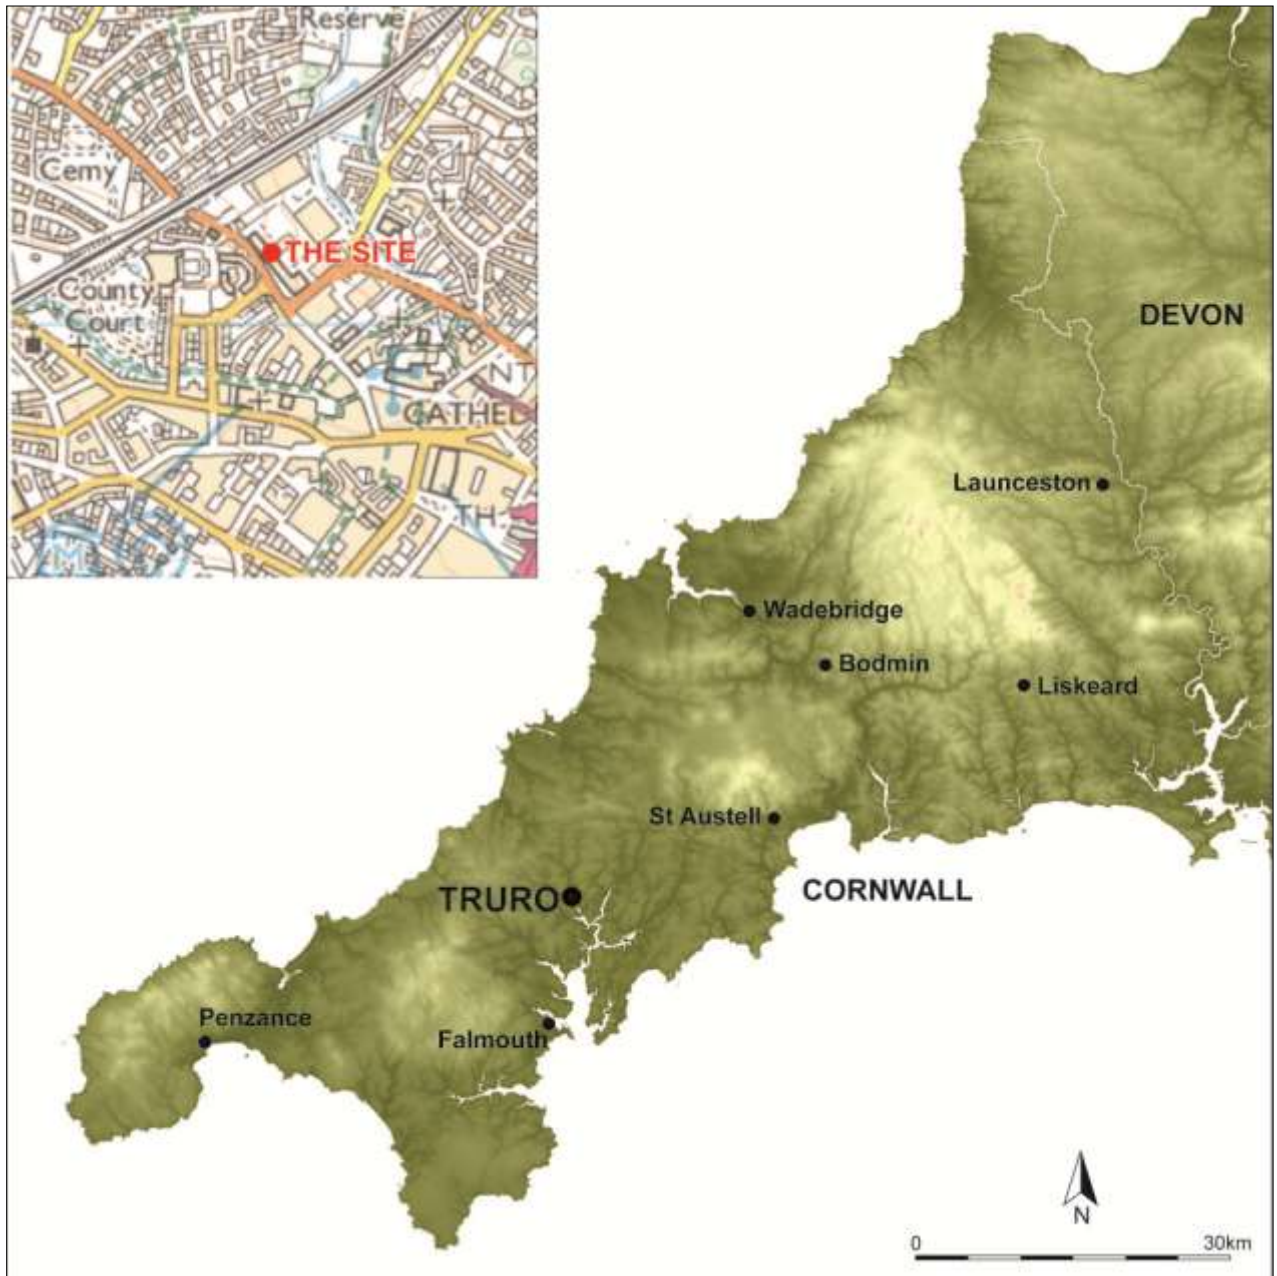 Reserve
Cemy
THE SITE
County
Court
NT
CATHEL
TH
M
DEVON
Launceston
Wadebridge
Bodmin
Liskeard
St Austell
CORNWALL
TRURO
Penzance
Falmouth
N
0 30km